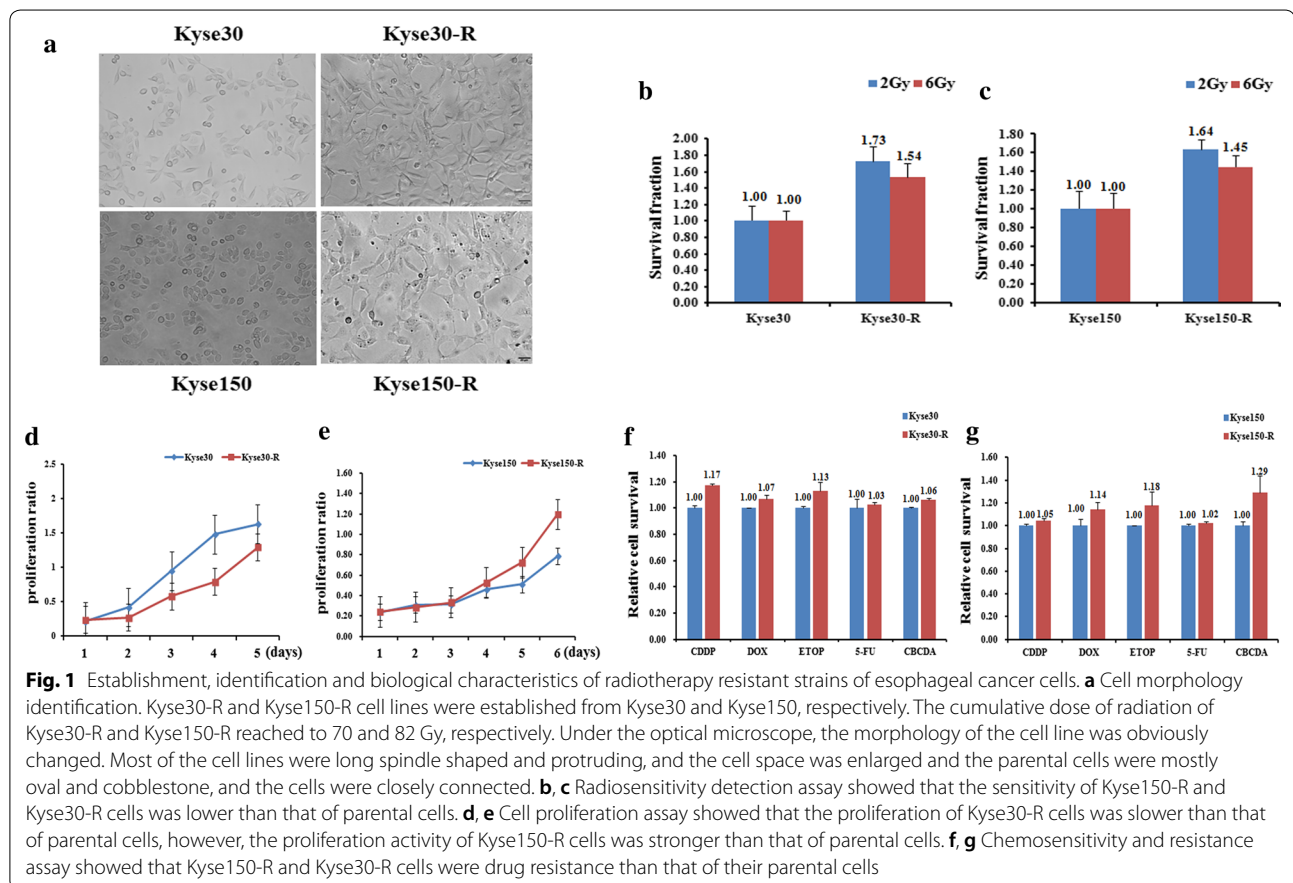 a
Kyse30 Kyse30-R
Kyse150 Kyse150-R
b
2Gy 6Gy
Survival fraction
2.00
1.80
1.60
1.40
1.20
1.00
0.80
0.60
0.40
0.20
0.00
1.00 1.00 1.73 1.54
Kyse30 Kyse30-R
c
2Gy 6Gy
Survival fraction
1.80
1.60
1.40
1.20
1.00
0.80
0.60
0.40
0.20
0.00
1.00 1.00 1.64 1.45
Kyse150 Kyse150-R
d
Kyse30 Kyse30-R
proliferation ratio
2.5
2
1.5
1
0.5
0
1 2 3 4 5 (days)
e
Kyse150 Kyse150-R
proliferation ratio
1.60
1.40
1.20
1.00
0.80
0.60
0.40
0.20
0.00
1 2 3 4 5 6 (days)
f
Kyse30
Kyse30-R
Relative cell survival
1.40
1.20
1.00
0.80
0.60
0.40
0.20
0.00
1.00 1.17 1.00 1.07 1.00 1.13 1.00 1.03 1.00 1.06
CDDP DOX ETOP 5-FU CBCDA
g
Kyse150
Kyse150-R
Relative cell survival
1.60
1.40
1.20
1.00
0.80
0.60
0.40
0.20
0.00
1.00 1.05 1.00 1.14 1.00 1.18 1.00 1.02 1.00 1.29
CDDP DOX ETOP 5-FU CBCDA
Fig. 1 Establishment, identification and biological characteristics of radiotherapy resistant strains of esophageal cancer cells. a Cell morphology
identification. Kyse30-R and Kyse150-R cell lines were established from Kyse30 and Kyse150, respectively. The cumulative dose of radiation of
Kyse30-R and Kyse150-R reached to 70 and 82 Gy, respectively. Under the optical microscope, the morphology of the cell line was obviously
changed. Most of the cell lines were long spindle shaped and protruding, and the cell space was enlarged and the parental cells were mostly
oval and cobblestone, and the cells were closely connected. b, c Radiosensitivity detection assay showed that the sensitivity of Kyse150-R and
Kyse30-R cells was lower than that of parental cells. d, e Cell proliferation assay showed that the proliferation of Kyse30-R cells was slower than that
of parental cells, however, the proliferation activity of Kyse150-R cells was stronger than that of parental cells. f, g Chemosensitivity and resistance
assay showed that Kyse150-R and Kyse30-R cells were drug resistance than that of their parental cells